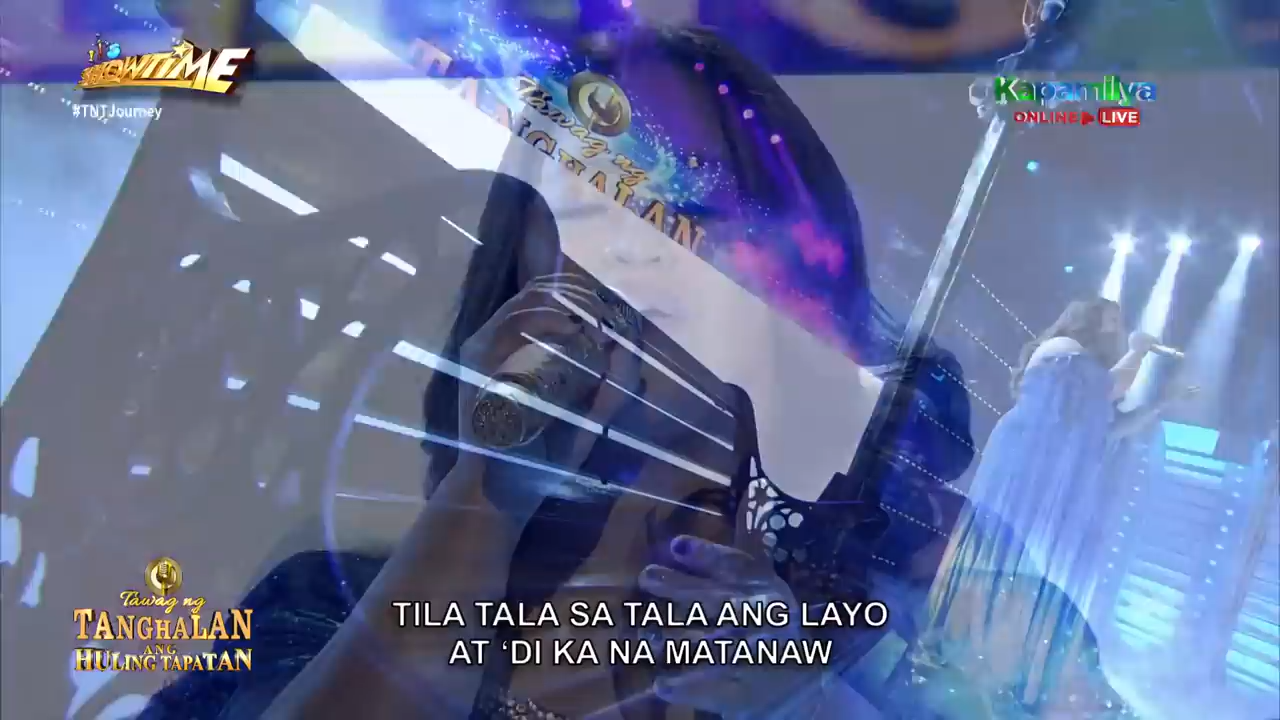 It's SHOWTIME
#TNTJourney
Kapamilya
ONLINE LIVE
Tawag ng
TANGHALAN
TILA TALA SA TALA ANG LAYO
AT ‘DI KA NA MATANAW
Tawag ng
TANGHALAN
ANG
HULING TAPATAN